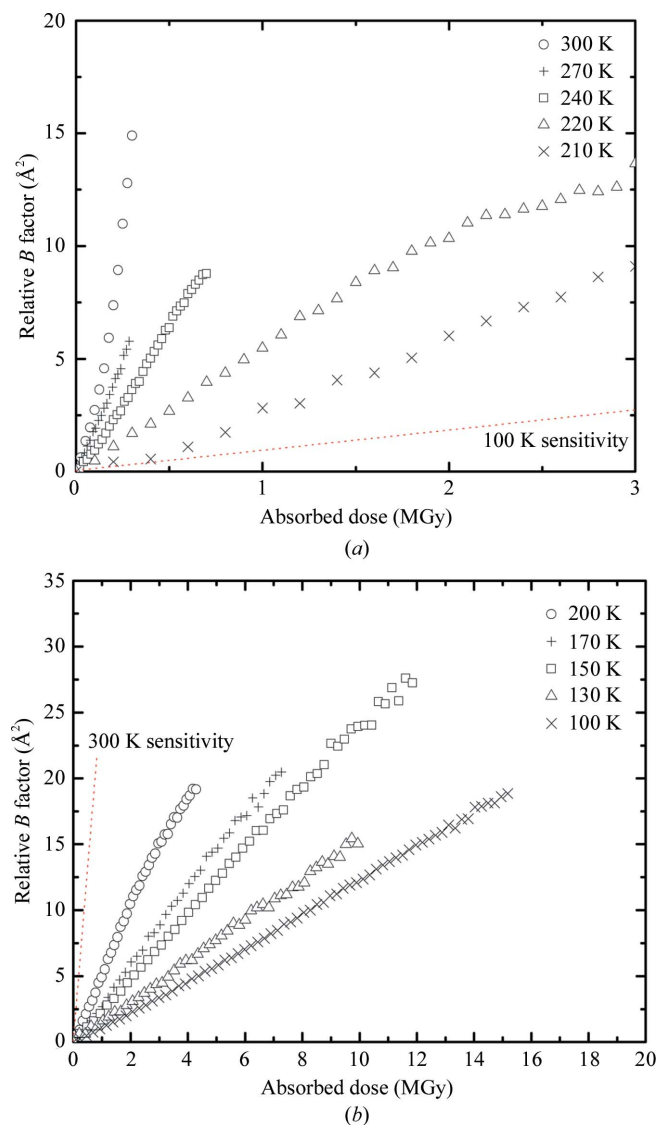 20
15
10
5
0
Relative B factor (Å²)
300 K
270 K
240 K
220 K
210 K
100 K sensitivity
0 1 2 3
Absorbed dose (MGy)
(a)
35
30
25
20
15
10
5
0
Relative B factor (Å²)
200 K
170 K
150 K
130 K
100 K
300 K sensitivity
0 2 4 6 8 10 12 14 16 18 20
Absorbed dose (MGy)
(b)